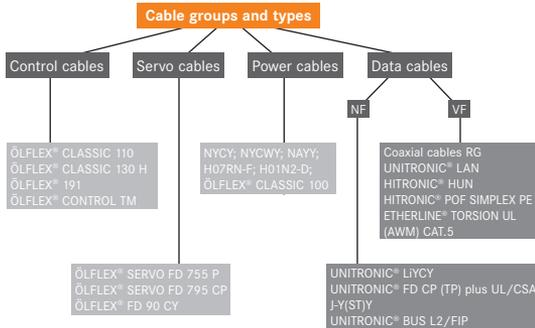 Cable groups and types
Control cables
Servo cables
Power cables
Data cables
NF
VF
ÖLFLEX® CLASSIC 110
ÖLFLEX® CLASSIC 130 H
ÖLFLEX® 191
ÖLFLEX® CONTROL TM
NYCY; NYCWY; NAYY;
H07RN-F; H01N2-D;
ÖLFLEX® CLASSIC 100
Coaxial cables RG
UNITRONIC® LAN
HITRONIC® HUN
HITRONIC® POF SIMPLEX PE
ETHERLINE® TORSION UL
(AWM) CAT.5
ÖLFLEX® SERVO FD 755 P
ÖLFLEX® SERVO FD 795 CP
ÖLFLEX® FD 90 CY
UNITRONIC® LiYCY
UNITRONIC® FD CP (TP) plus UL/CSA
J-Y(ST)Y
UNITRONIC® BUS L2/FIP